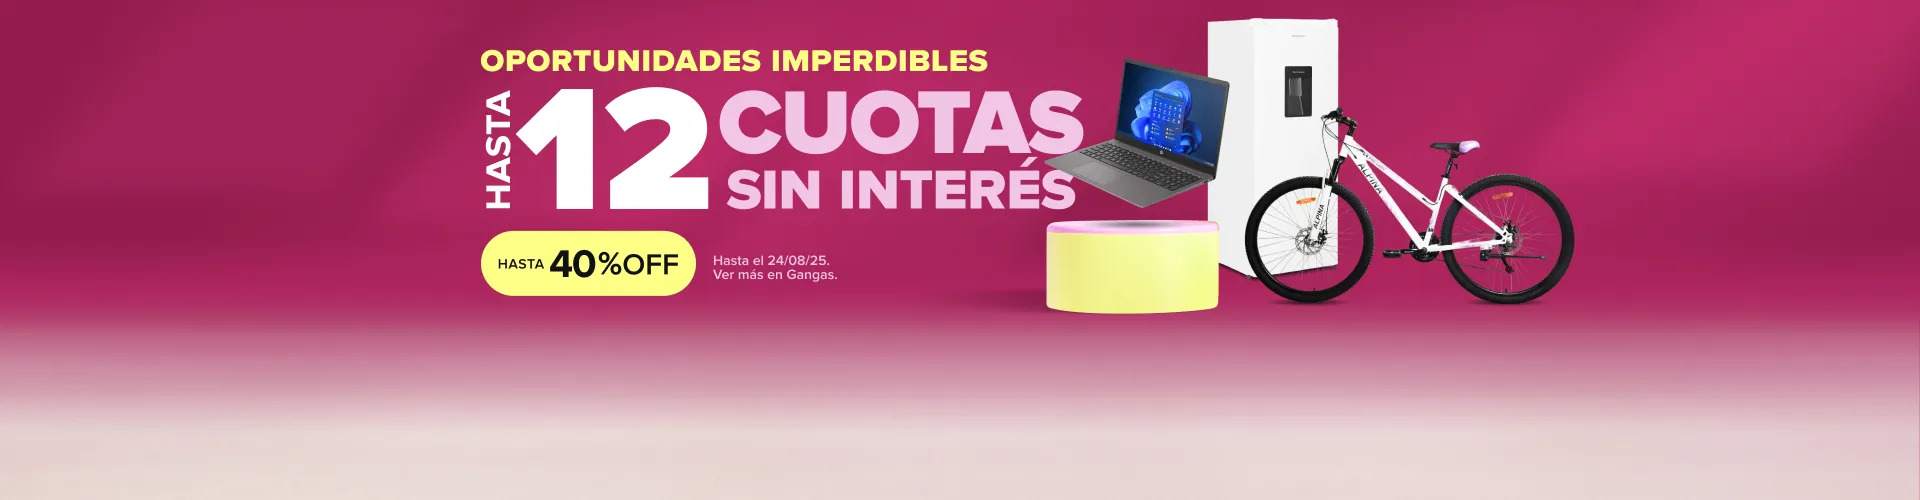 OPORTUNIDADES IMPERDIBLES
HASTA
12
CUOTAS
SIN INTERÉS
HASTA 40%OFF
Hasta el 24/08/25.
Ver más en Gangas.
ALPINA
ALPINA